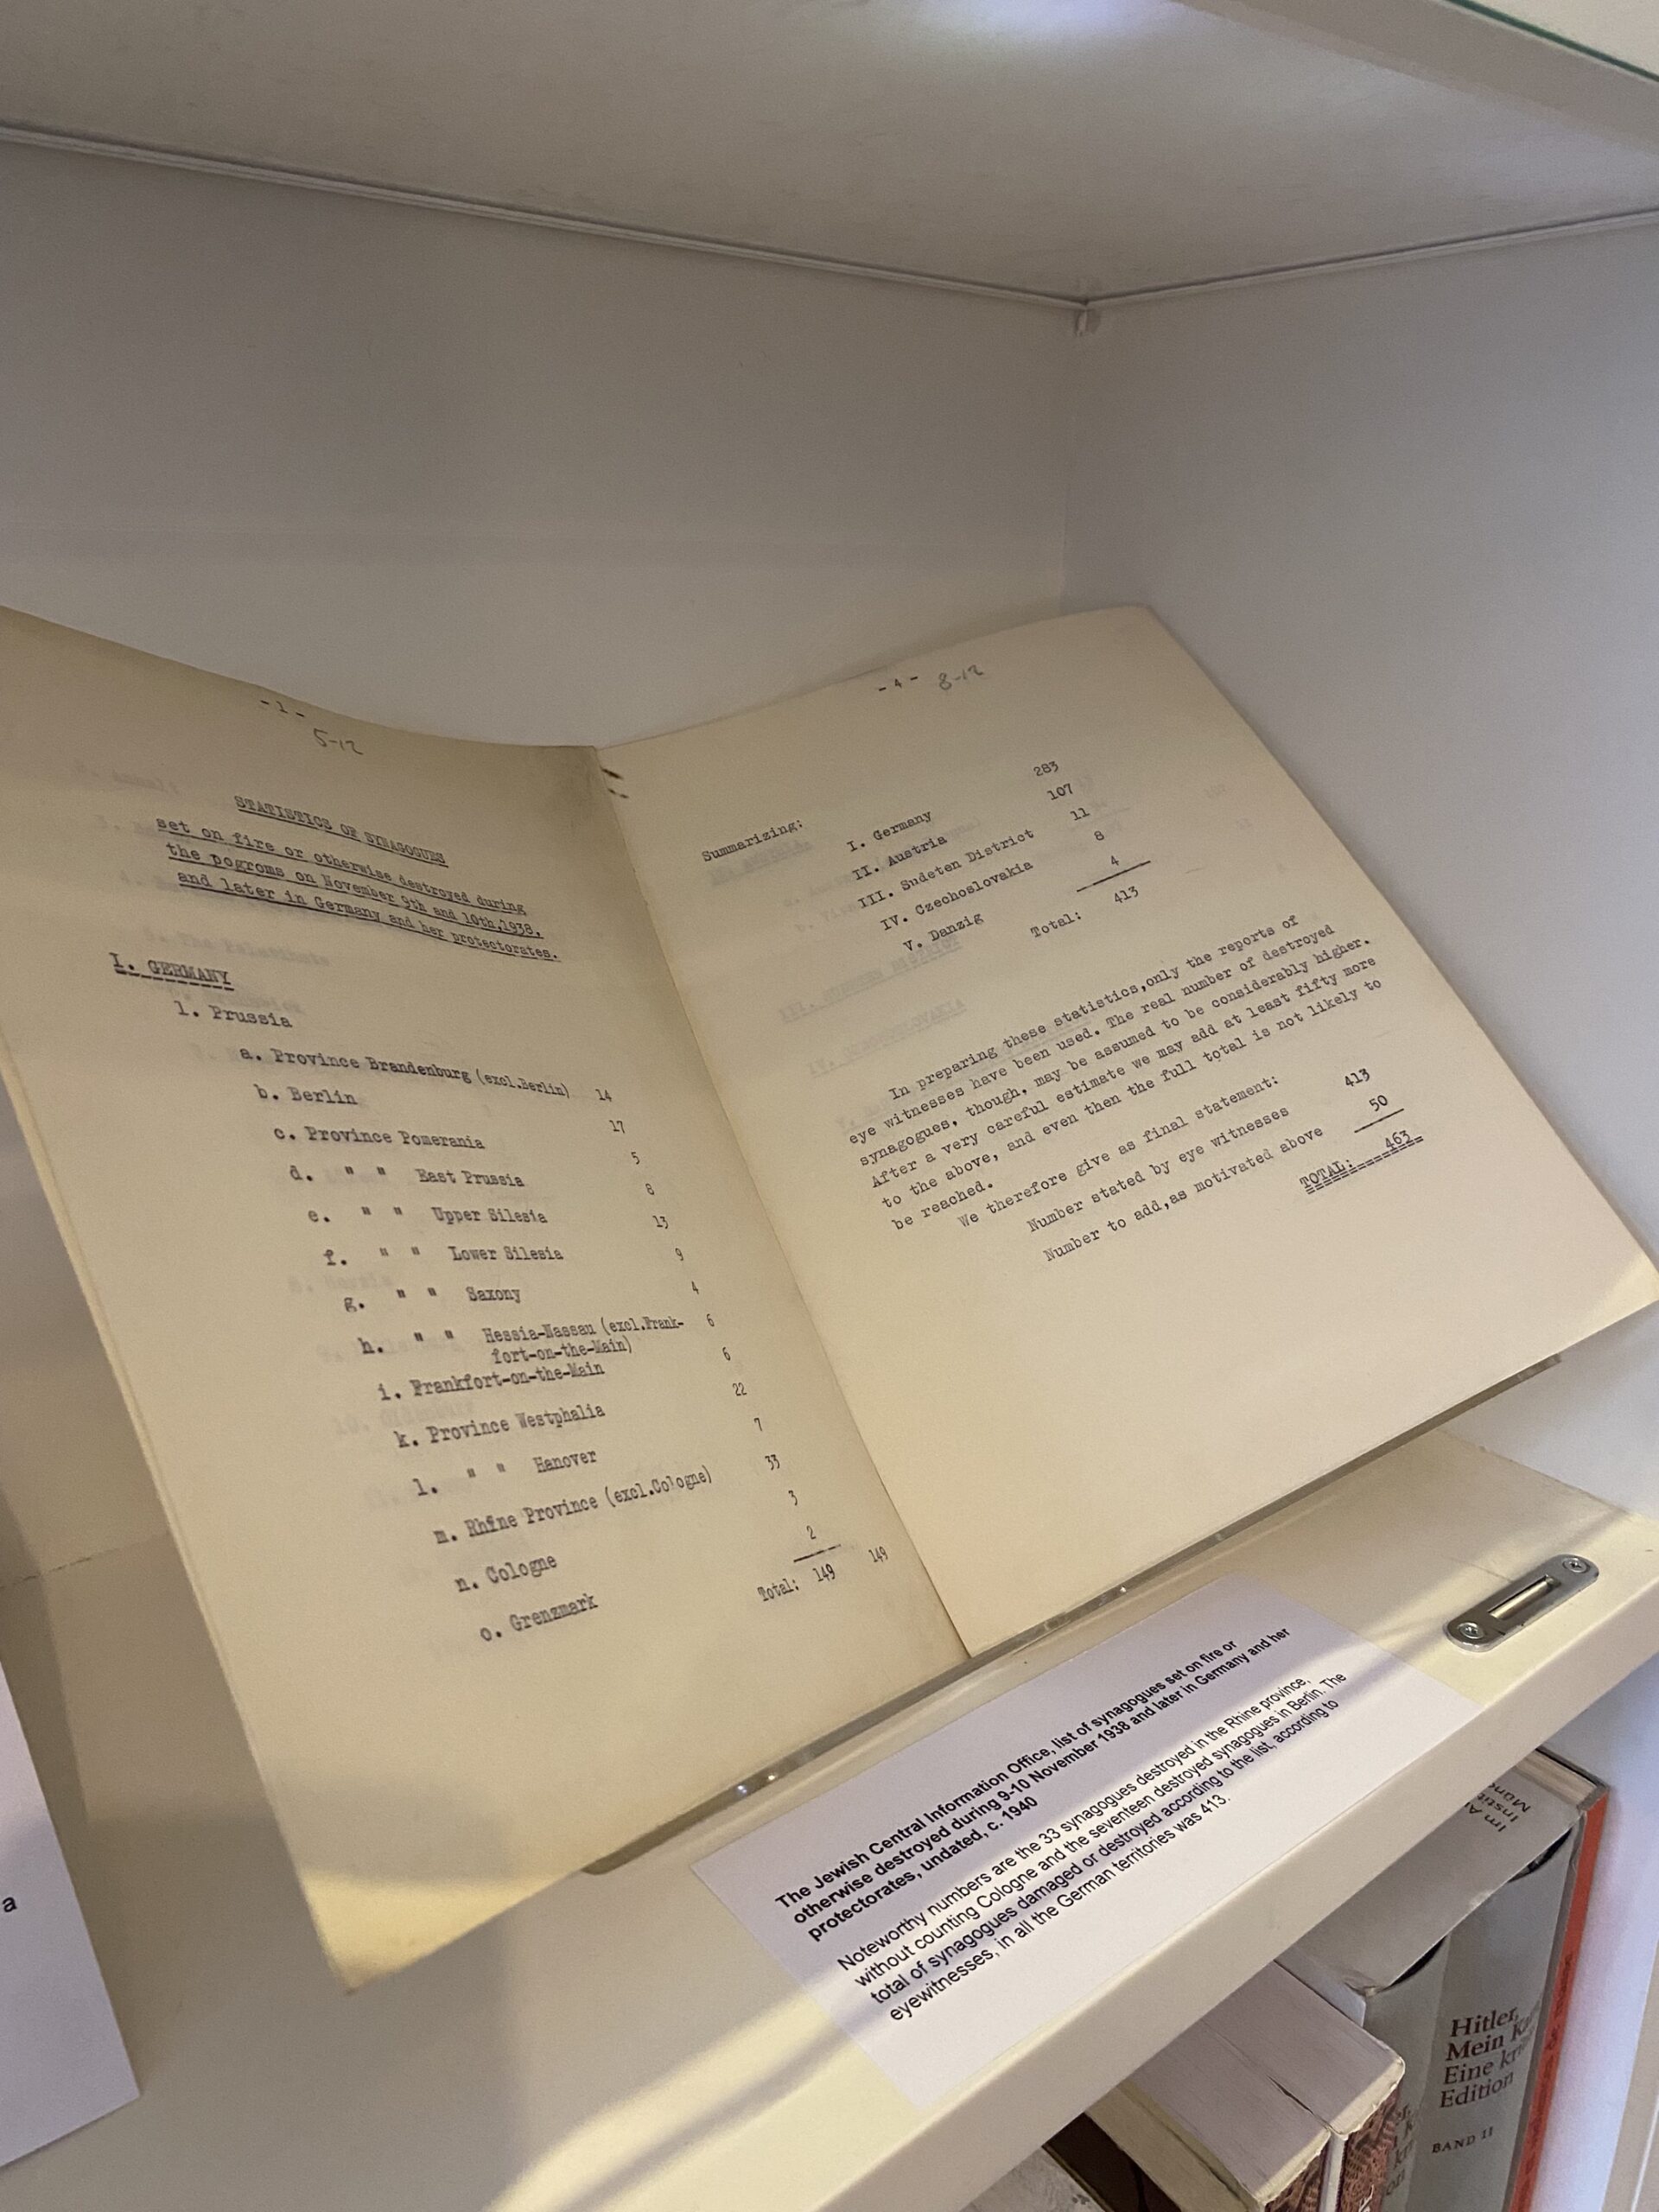 - 1 -
5-12
STATISTICS OF SYNAGOGUES
set on fire or otherwise destroyed during
the pogroms on November 9th and 10th,1938,
and later in Germany and her protectorates.
I. GERMANY
1. Prussia
a. Province Brandenburg (excl.Berlin) 14
b. Berlin 17
c. Province Pomerania 5
d. " " East Prussia 8
e. " " Upper Silesia 13
f. " " Lower Silesia 9
g. " " Saxony 4
h. " " Hessia-Nassau (excl.Frank-
fort-on-the-Main) 6
i. Frankfort-on-the-Main 6
k. Province Westphalia 22
l. " " Hanover 7
m. Rhine Province (excl.Cologne) 33
n. Cologne 3
o. Grenzmark 2
Total: 149 149
- 4 - 8-12
Summarizing: I. Germany 283
II. Austria 107
III. Sudeten District 11
IV. Czechoslovakia 8
V. Danzig 4
Total: 413
In preparing these statistics,only the reports of
eye witnesses have been used. The real number of destroyed
synagogues, though, may be assumed to be considerably higher.
After a very careful estimate we may add at least fifty more
to the above, and even then the full total is not likely to
be reached.
We therefore give as final statement:
Number stated by eye witnesses 413
Number to add,as motivated above 50
TOTAL: 463
The Jewish Central Information Office, list of synagogues set on fire or
otherwise destroyed during 9-10 November 1938 and later in Germany and her
protectorates, undated, c. 1940
Noteworthy numbers are the 33 synagogues destroyed in the Rhine province,
without counting Cologne and the seventeen destroyed synagogues in Berlin. The
total of synagogues damaged or destroyed according to the list, according to
eyewitnesses, in all the German territories was 413.
a
Hitler,
Mein
Eine
Edition
BAND II